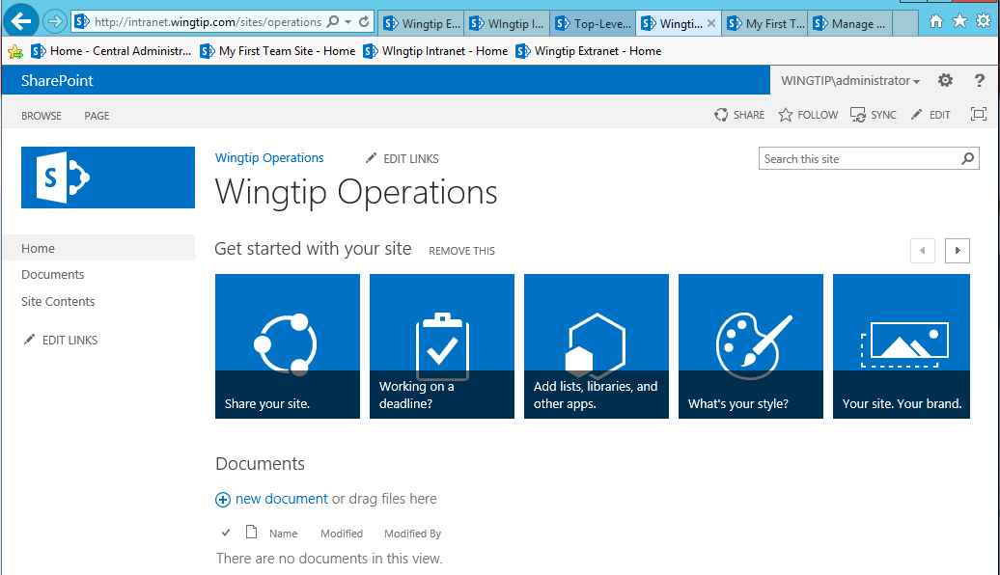 http://intranet.wingtip.com/sites/operations
Wingtip E...
WIngtip I...
Top-Leve...
Wingti...
My First T...
Manage ...
Home - Central Administr...
My First Team Site - Home
WIngtip Intranet - Home
Wingtip Extranet - Home
SharePoint
WINGTIP\administrator
?
BROWSE
PAGE
SHARE
FOLLOW
SYNC
EDIT
S
Wingtip Operations
EDIT LINKS
Search this site
Wingtip Operations
Home
Documents
Site Contents
EDIT LINKS
Get started with your site
REMOVE THIS
Share your site.
Working on a
deadline?
Add lists, libraries, and
other apps.
What's your style?
Your site. Your brand.
Documents
new document or drag files here
Name
Modified
Modified By
There are no documents in this view.